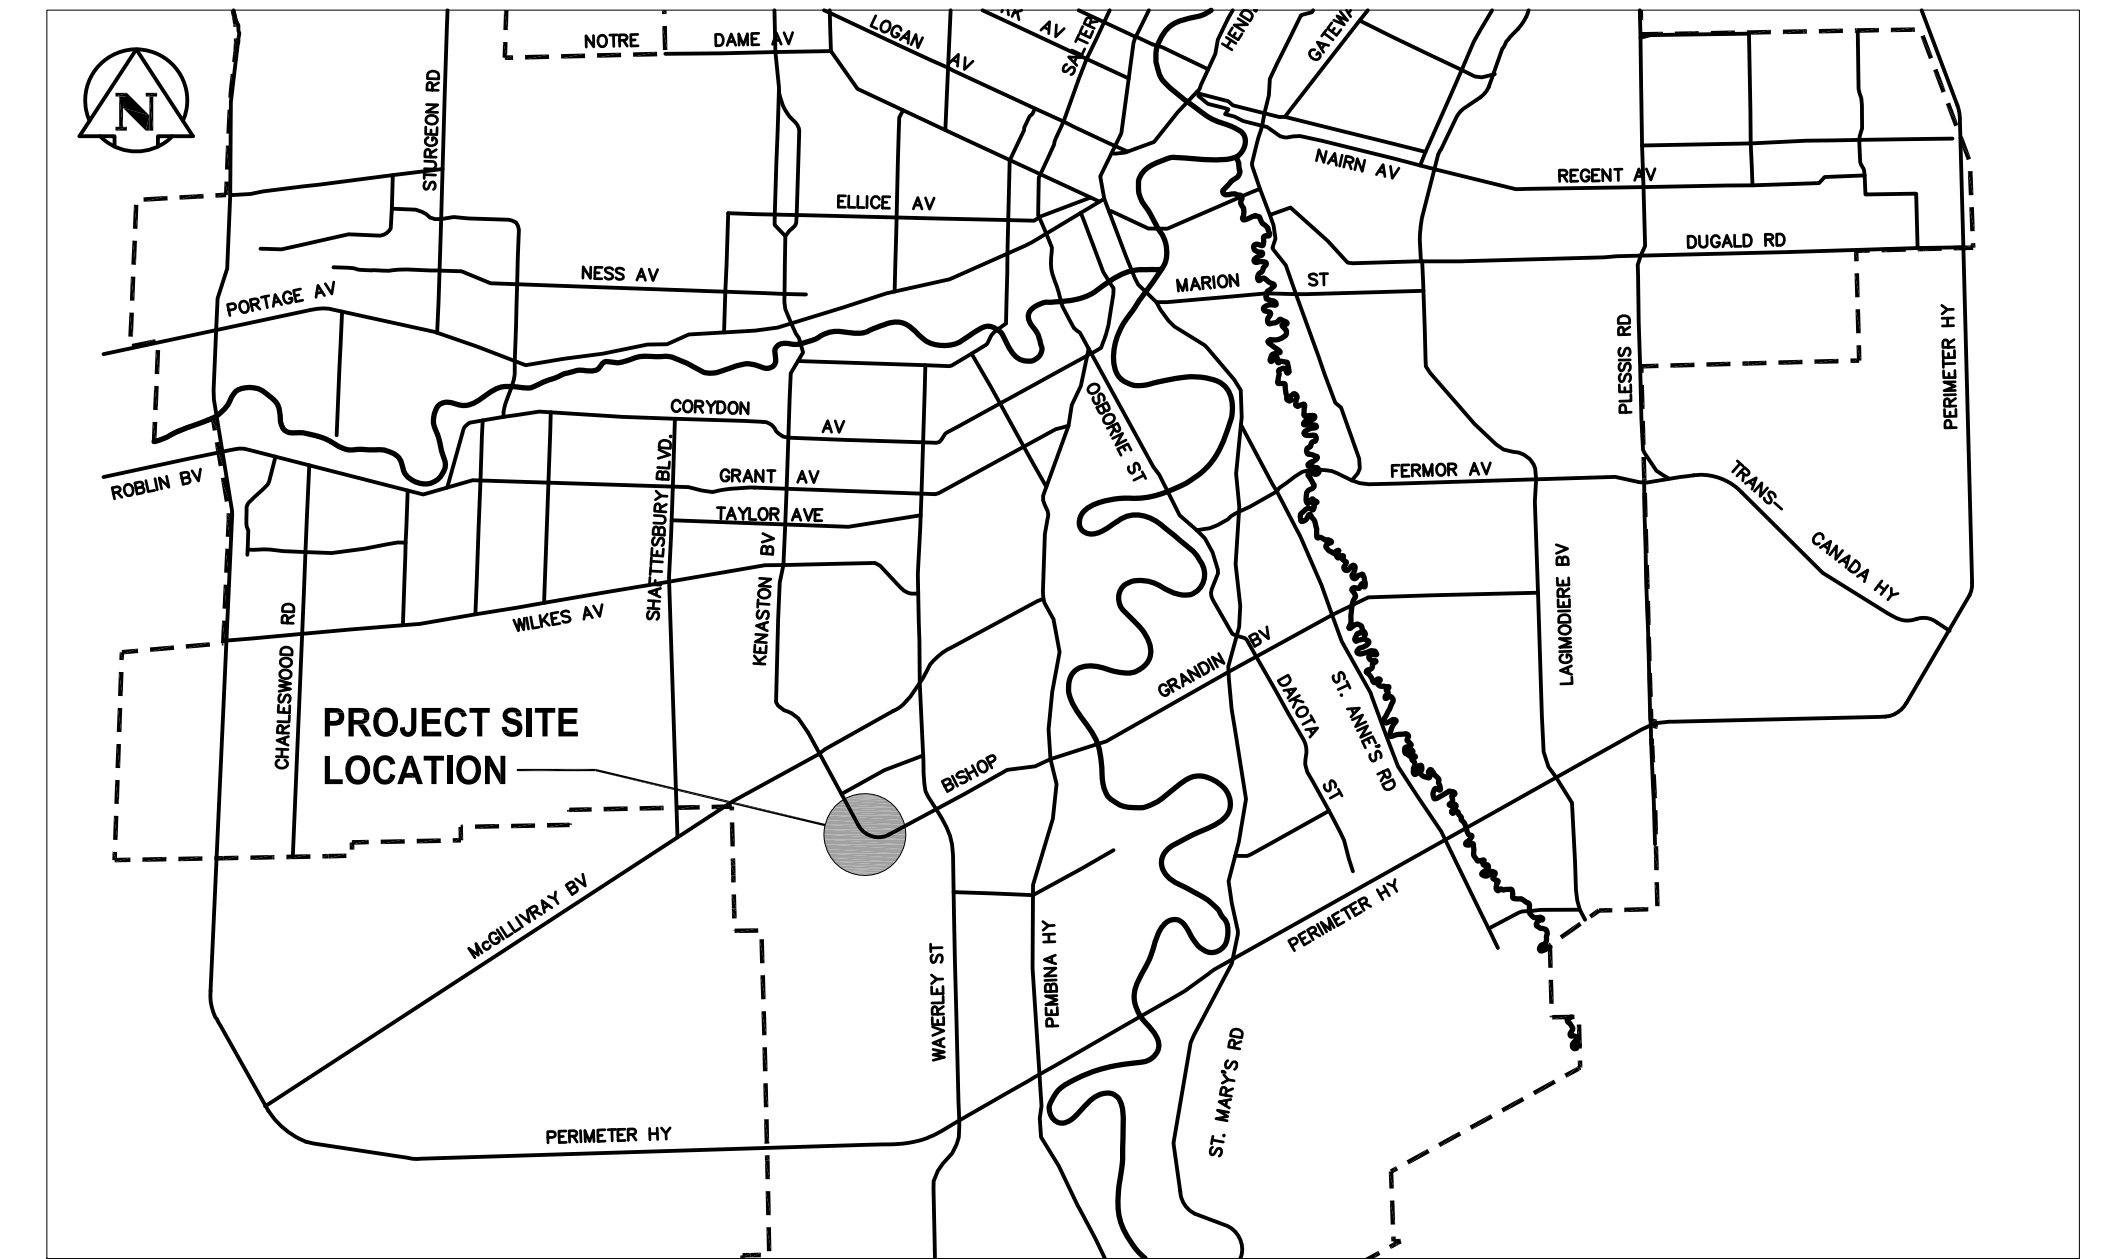 NOTRE DAME AV
LOGAN AV
AV
SALTER
N
STURGEON RD
NAIRN AV
REGENT AV
ELLICE AV
DUGALD RD
NESS AV
MARION ST
PORTAGE AV
PLESSIS RD
PERIMETER HY
CORYDON AV
OSBORNE ST
ROBLIN BV
GRANT AV
FERMOR AV
TRANS-
CANADA HY
TAYLOR AVE
SHAFTTESBURY BLVD.
KENASTON BV
LAGIMODIERE BV
WILKES AV
CHARLESWOOD RD
GRANDIN BV
DAKOTA ST
ST. ANNE'S RD
PROJECT SITE
LOCATION
BISHOP
McGILLIVRAY BV
PERIMETER HY
WAVERLEY ST
PEMBINA HY
ST. MARY'S RD
PERIMETER HY